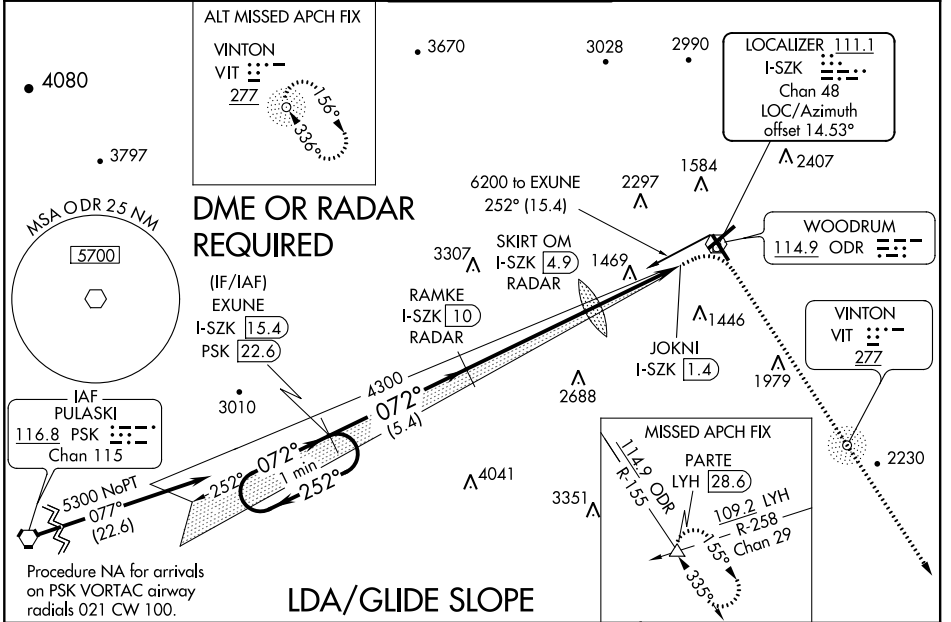 ALT MISSED APCH FIX
VINTON
VIT
277
156°
336°
4080
3797
3670
3028
2990
LOCALIZER 111.1
I-SZK
Chan 48
LOC/Azimuth
offset 14.53°
2407
1584
2297
6200 to EXUNE
252° (15.4)
DME OR RADAR
REQUIRED
MSA ODR 25 NM
5700
WOODRUM
114.9 ODR
SKIRT OM
I-SZK 4.9
RADAR
1469
3307
(IF/IAF)
EXUNE
I-SZK 15.4
PSK 22.6
RAMKE
I-SZK 10
RADAR
1446
VINTON
VIT
277
JOKNI
I-SZK 1.4
1979
2688
3010
4300
072°
(5.4)
IAF
PULASKI
116.8 PSK
Chan 115
5300 NoPT
077°
(22.6)
252°
072°
1 min
252°
4041
3351
2230
MISSED APCH FIX
114.9 ODR
R-155
PARTE
LYH 28.6
109.2 LYH
R-258
Chan 29
155°
335°
Procedure NA for arrivals
on PSK VORTAC airway
radials 021 CW 100.
LDA/GLIDE SLOPE